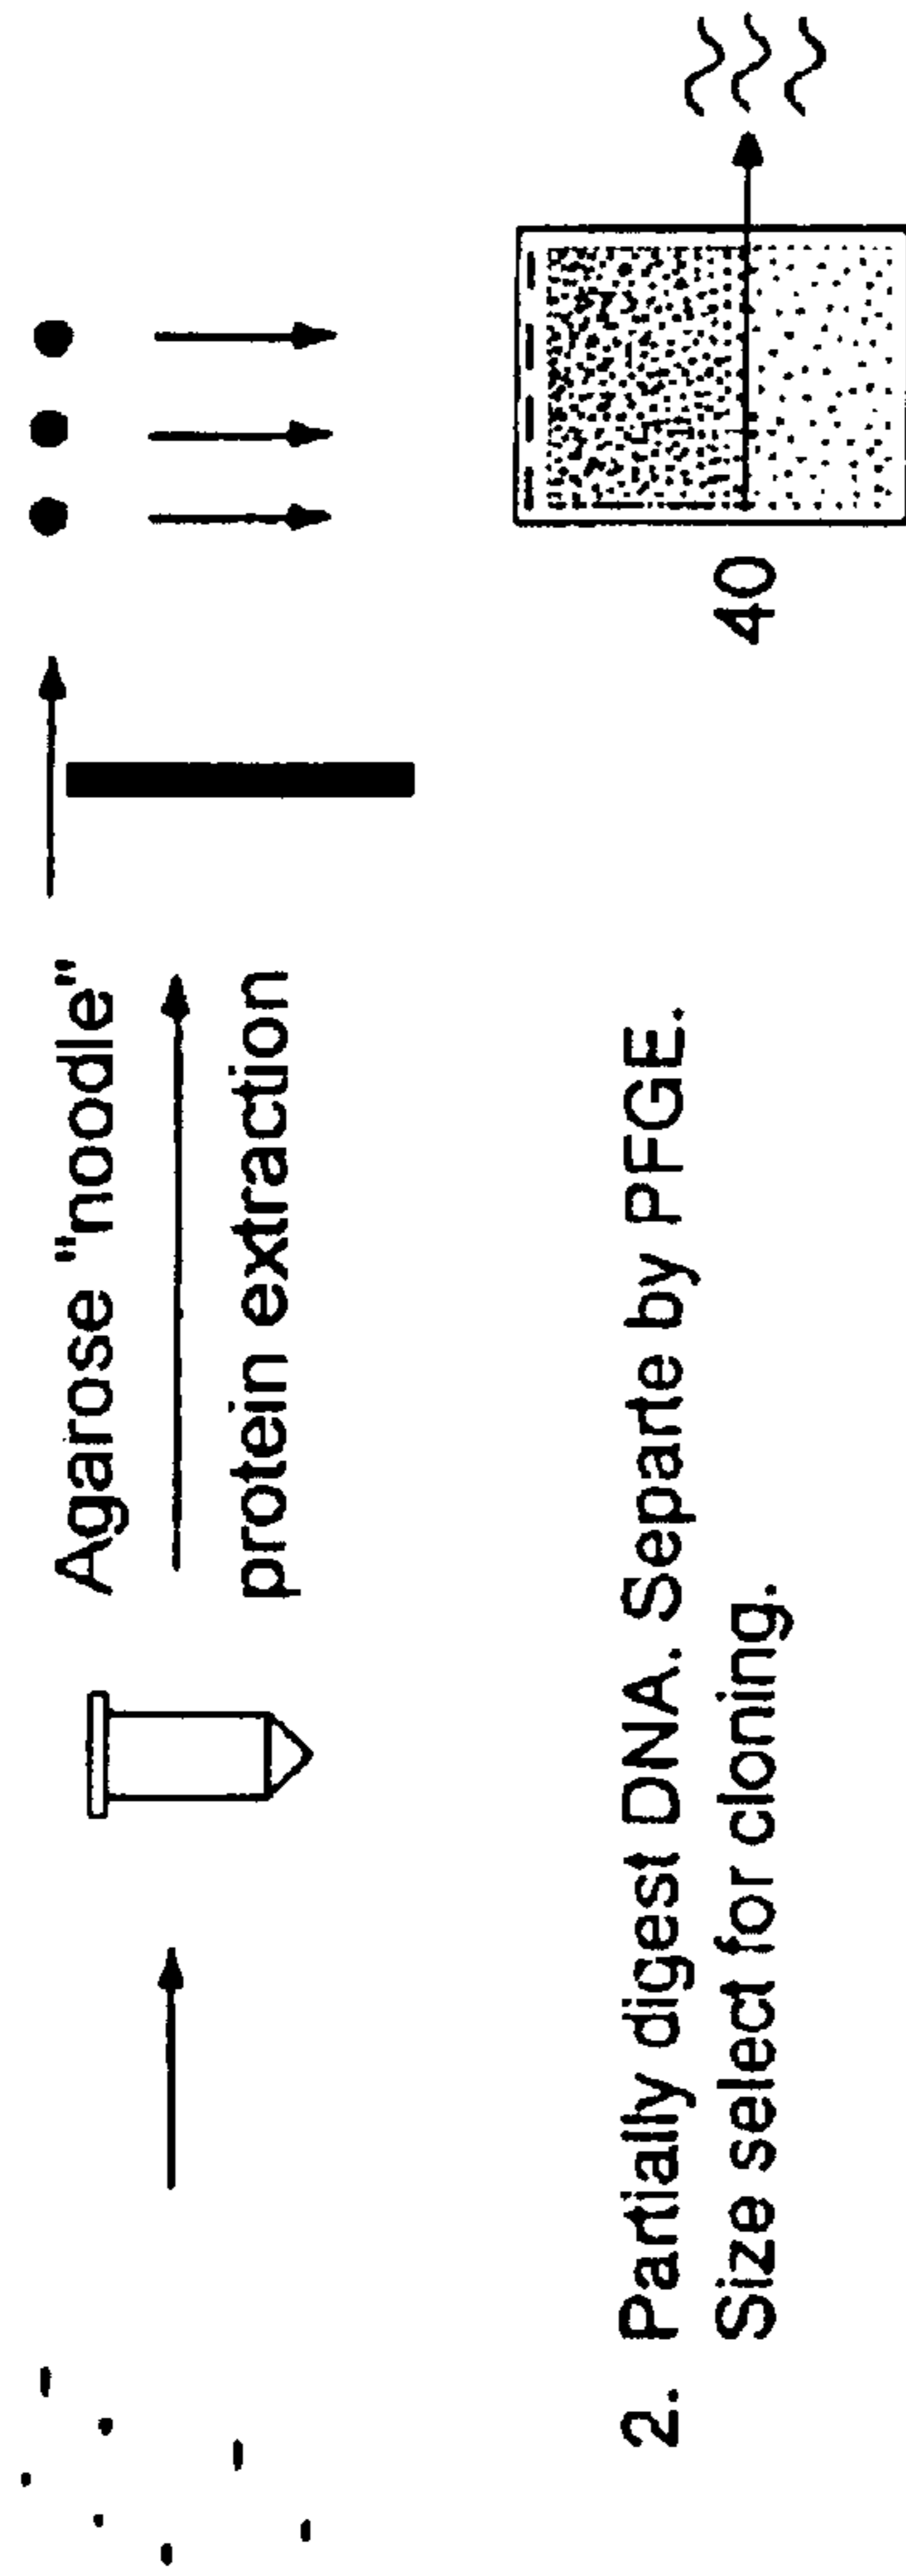 Agarose "noodle"
protein extraction
2. Partially digest DNA. Separte by PFGE.
Size select for cloning.
40